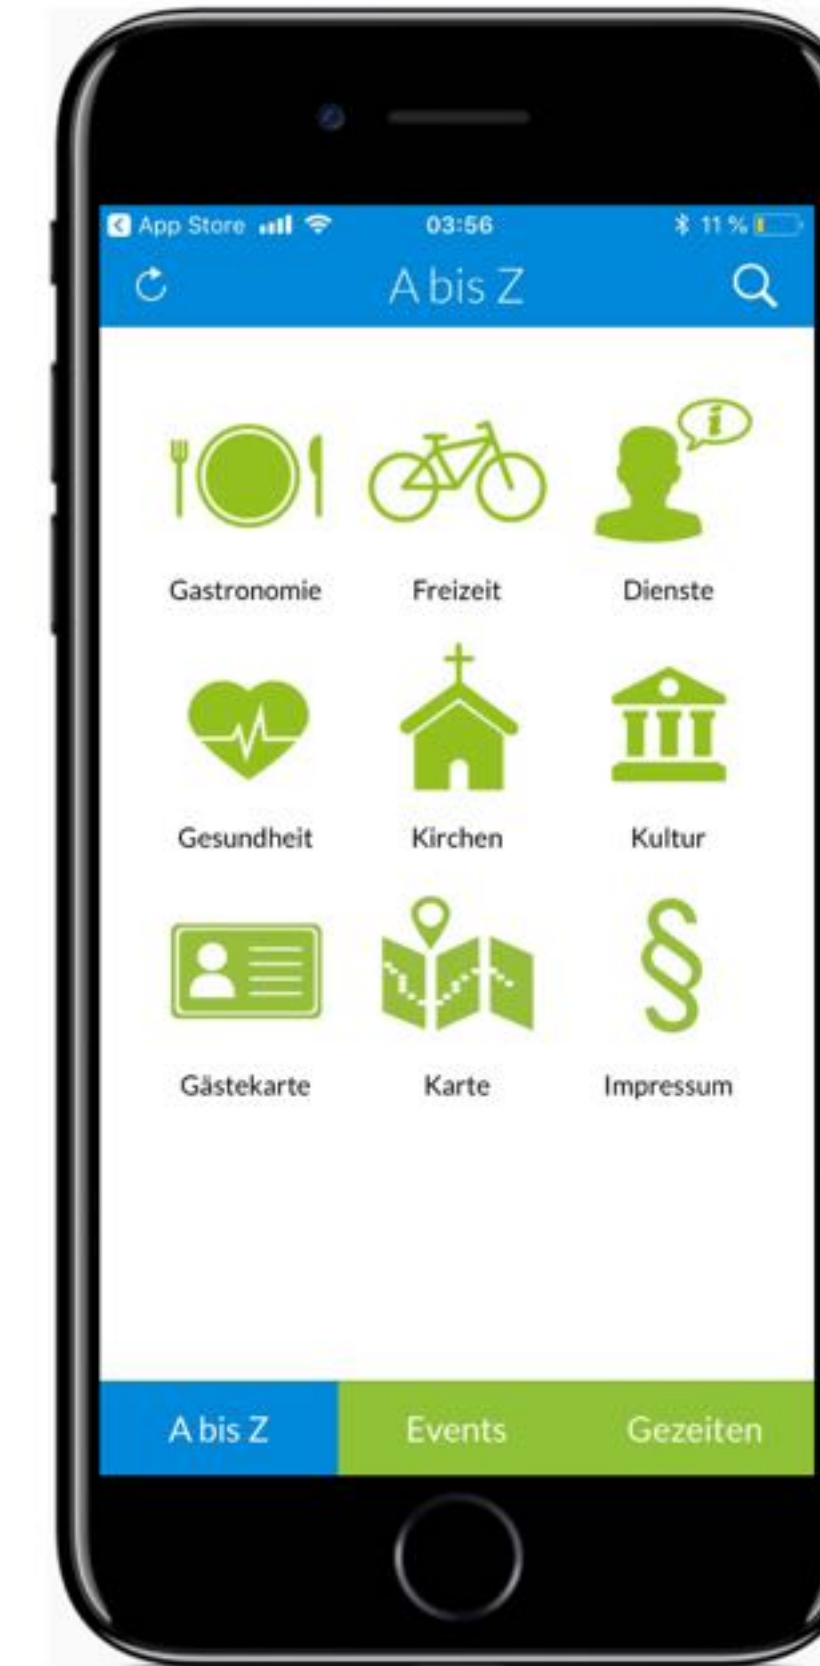 App Store 03:56 11 %
A bis Z
i
Gastronomie Freizeit Dienste
Gesundheit Kirchen Kultur
§
Gästekarte Karte Impressum
A bis Z Events Gezeiten